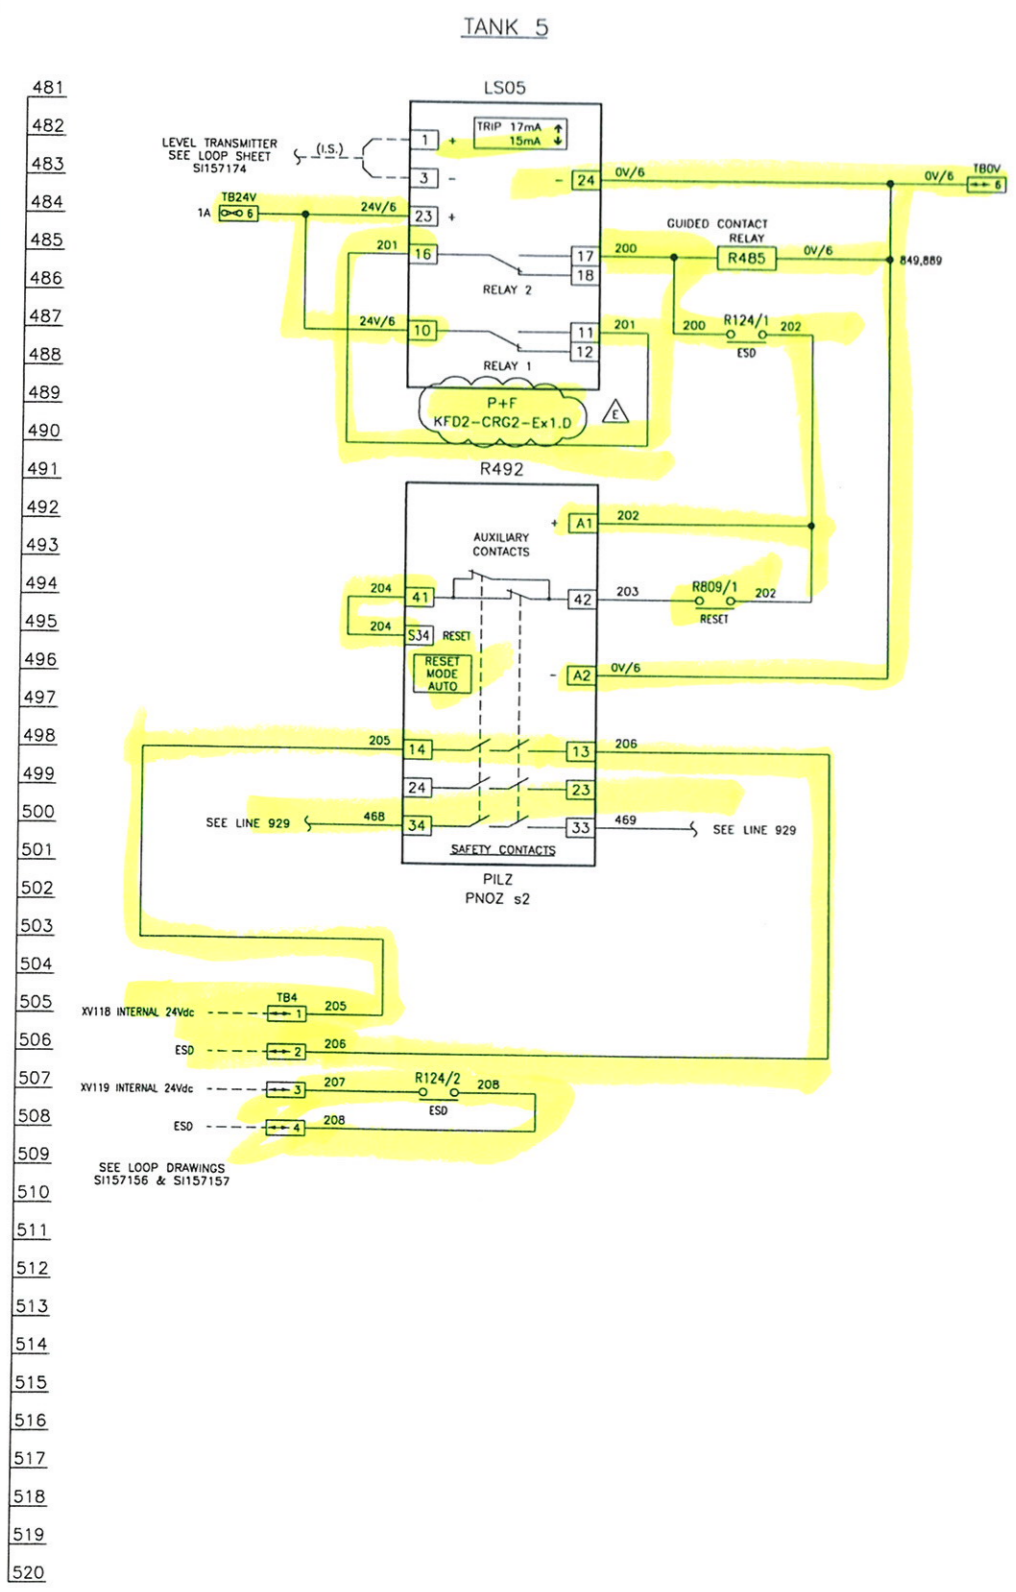 TANK 5
481
LS05
482
TRIP 17mA
15mA
LEVEL TRANSMITTER
SEE LOOP SHEET
SI157174
(I.S.)
1 +
483
3 -
- 24
0V/6
0V/6
TB0V
6
484
TB24V
1A
6
24V/6
23 +
GUIDED CONTACT
RELAY
485
201
16
17
200
R485
0V/6
849,889
18
486
RELAY 2
487
24V/6
10
11
201
200
R124/1
202
ESD
12
488
RELAY 1
489
P+F
KFD2-CRG2-Ex1.D
E
490
491
R492
492
+ A1
202
AUXILIARY
CONTACTS
493
494
204
41
42
203
R809/1
202
RESET
495
204
S34 RESET
496
RESET
MODE
AUTO
- A2
0V/6
497
498
205
14
13
206
499
24
23
500
SEE LINE 929
468
34
33
469
SEE LINE 929
501
SAFETY CONTACTS
PILZ
PNOZ s2
502
503
504
505
XV118 INTERNAL 24Vdc
TB4
1
205
506
ESD
2
206
507
XV119 INTERNAL 24Vdc
3
207
R124/2
208
ESD
508
ESD
4
208
509
SEE LOOP DRAWINGS
SI157156 & SI157157
510
511
512
513
514
515
516
517
518
519
520